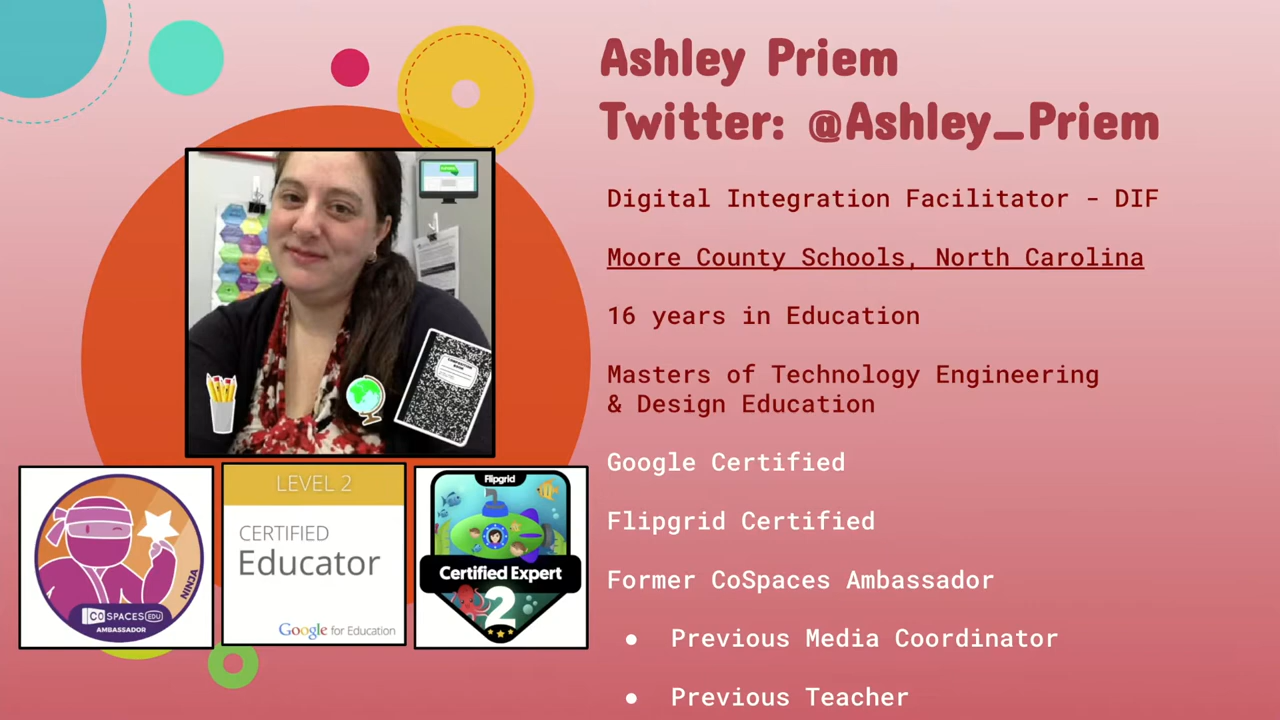 Ashley Priem
Twitter: @Ashley_Priem
Digital Integration Facilitator - DIF
Moore County Schools, North Carolina
16 years in Education
Masters of Technology Engineering
& Design Education
Google Certified
Flipgrid Certified
Former CoSpaces Ambassador
● Previous Media Coordinator
● Previous Teacher
NINJA
COSPACES EDU
AMBASSADOR
LEVEL 2
CERTIFIED
Educator
Google for Education
Flipgrid
Certified Expert
2